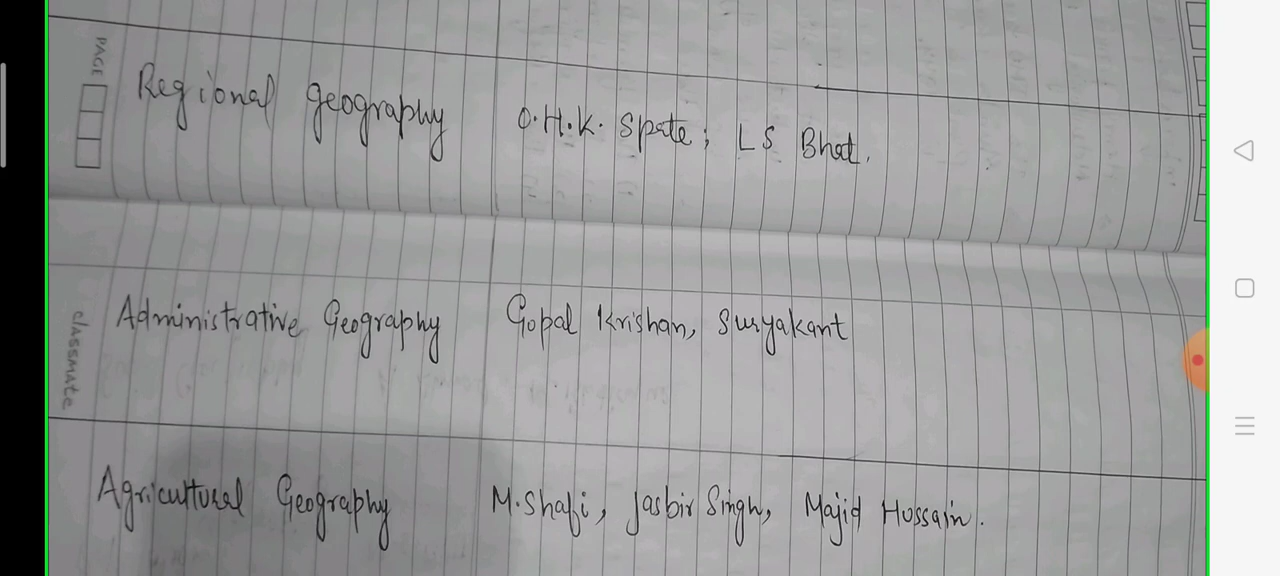 PAGE
Regional geography O.H.K. Spate; LS Bhat.
Administrative Geography Gopal Krishan, Suryakant
classmate
Agricultural Geography M.Shafi, Jasbir Singh, Majid Hussain.